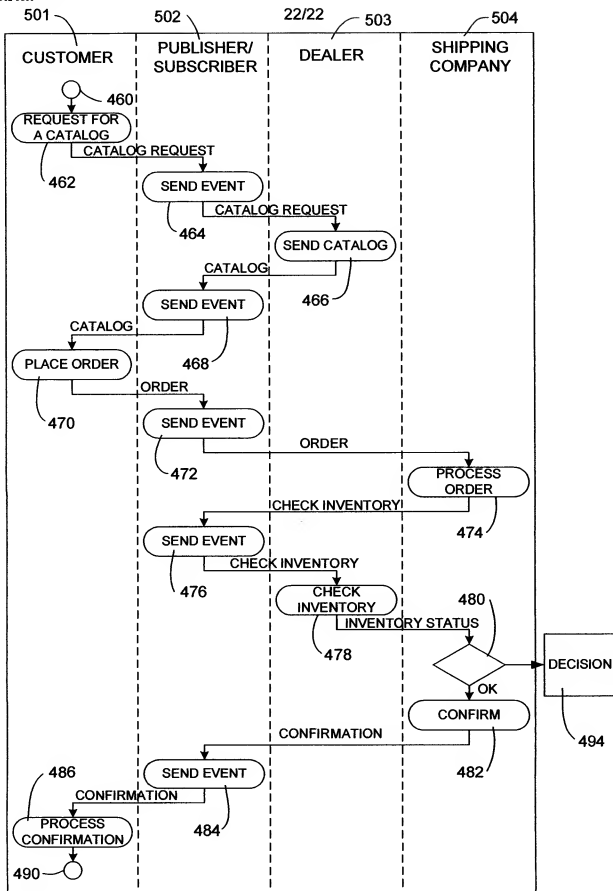 501
502
22/22
503
504
CUSTOMER
PUBLISHER/
SUBSCRIBER
DEALER
SHIPPING
COMPANY
460
REQUEST FOR
A CATALOG
CATALOG REQUEST
462
SEND EVENT
464
CATALOG REQUEST
SEND CATALOG
466
CATALOG
SEND EVENT
468
CATALOG
PLACE ORDER
470
ORDER
SEND EVENT
472
ORDER
PROCESS
ORDER
474
CHECK INVENTORY
SEND EVENT
476
CHECK INVENTORY
CHECK
INVENTORY
478
INVENTORY STATUS
480
DECISION
494
OK
CONFIRM
482
CONFIRMATION
SEND EVENT
484
CONFIRMATION
486
PROCESS
CONFIRMATION
490